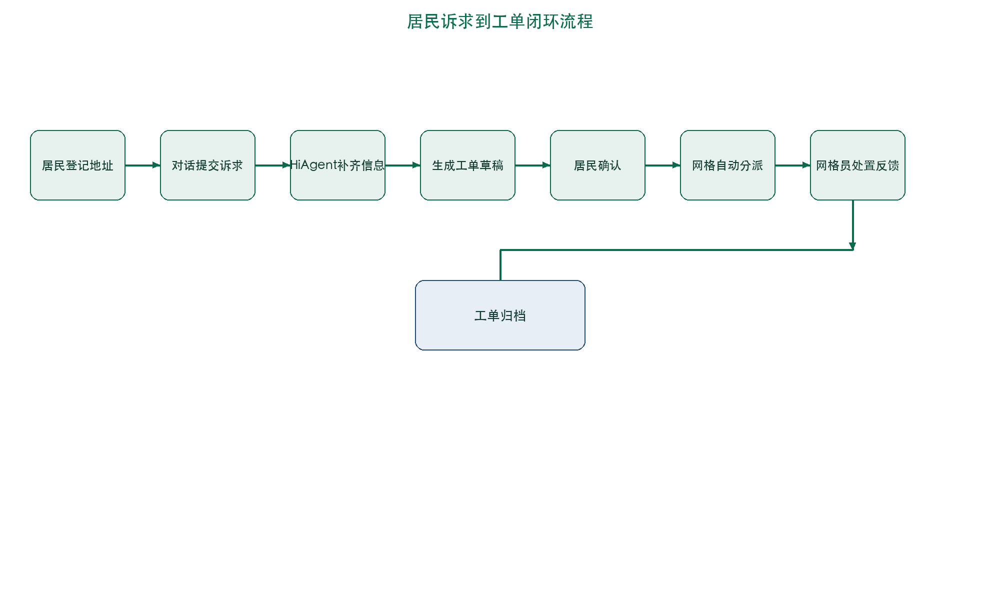 居民诉求到工单闭环流程
居民登记地址
对话提交诉求
HiAgent补齐信息
生成工单草稿
居民确认
网格自动分派
网格员处置反馈
工单归档